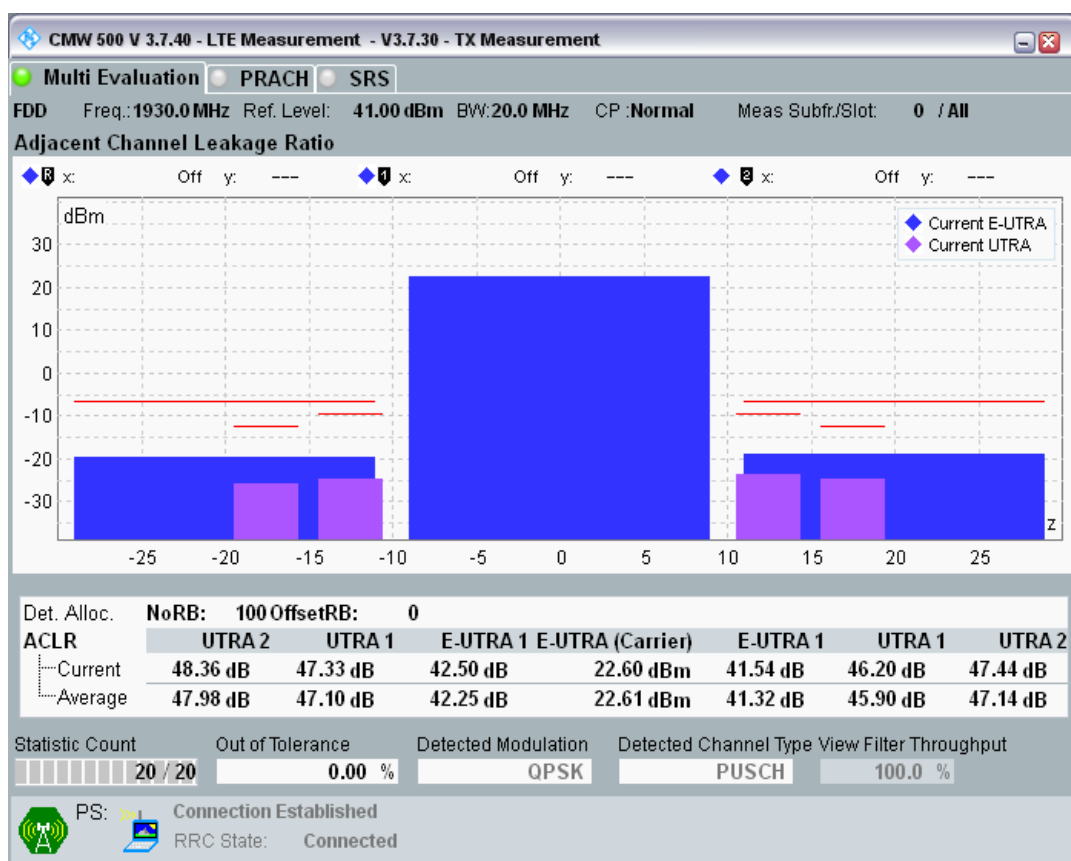 CMW 500 V 3.7.40 - LTE Measurement - V3.7.30 - TX Measurement
Multi Evaluation PRACH SRS
FDD Freq.: 1930.0 MHz Ref. Level: 41.00 dBm BW: 20.0 MHz CP : Normal Meas Subfr./Slot: 0 / All
Adjacent Channel Leakage Ratio
R x: Off y: --- 1 x: Off y: --- 2 x: Off y: ---
dBm
Current E-UTRA
Current UTRA
30
20
10
0
-10
-20
-30
z
-25 -20 -15 -10 -5 0 5 10 15 20 25
Det. Alloc. NoRB: 100 OffsetRB: 0
ACLR UTRA 2 UTRA 1 E-UTRA 1 E-UTRA (Carrier) E-UTRA 1 UTRA 1 UTRA 2
Current 48.36 dB 47.33 dB 42.50 dB 22.60 dBm 41.54 dB 46.20 dB 47.44 dB
Average 47.98 dB 47.10 dB 42.25 dB 22.61 dBm 41.32 dB 45.90 dB 47.14 dB
Statistic Count Out of Tolerance Detected Modulation Detected Channel Type View Filter Throughput
20 / 20 0.00 % QPSK PUSCH 100.0 %
PS: Connection Established
RRC State: Connected